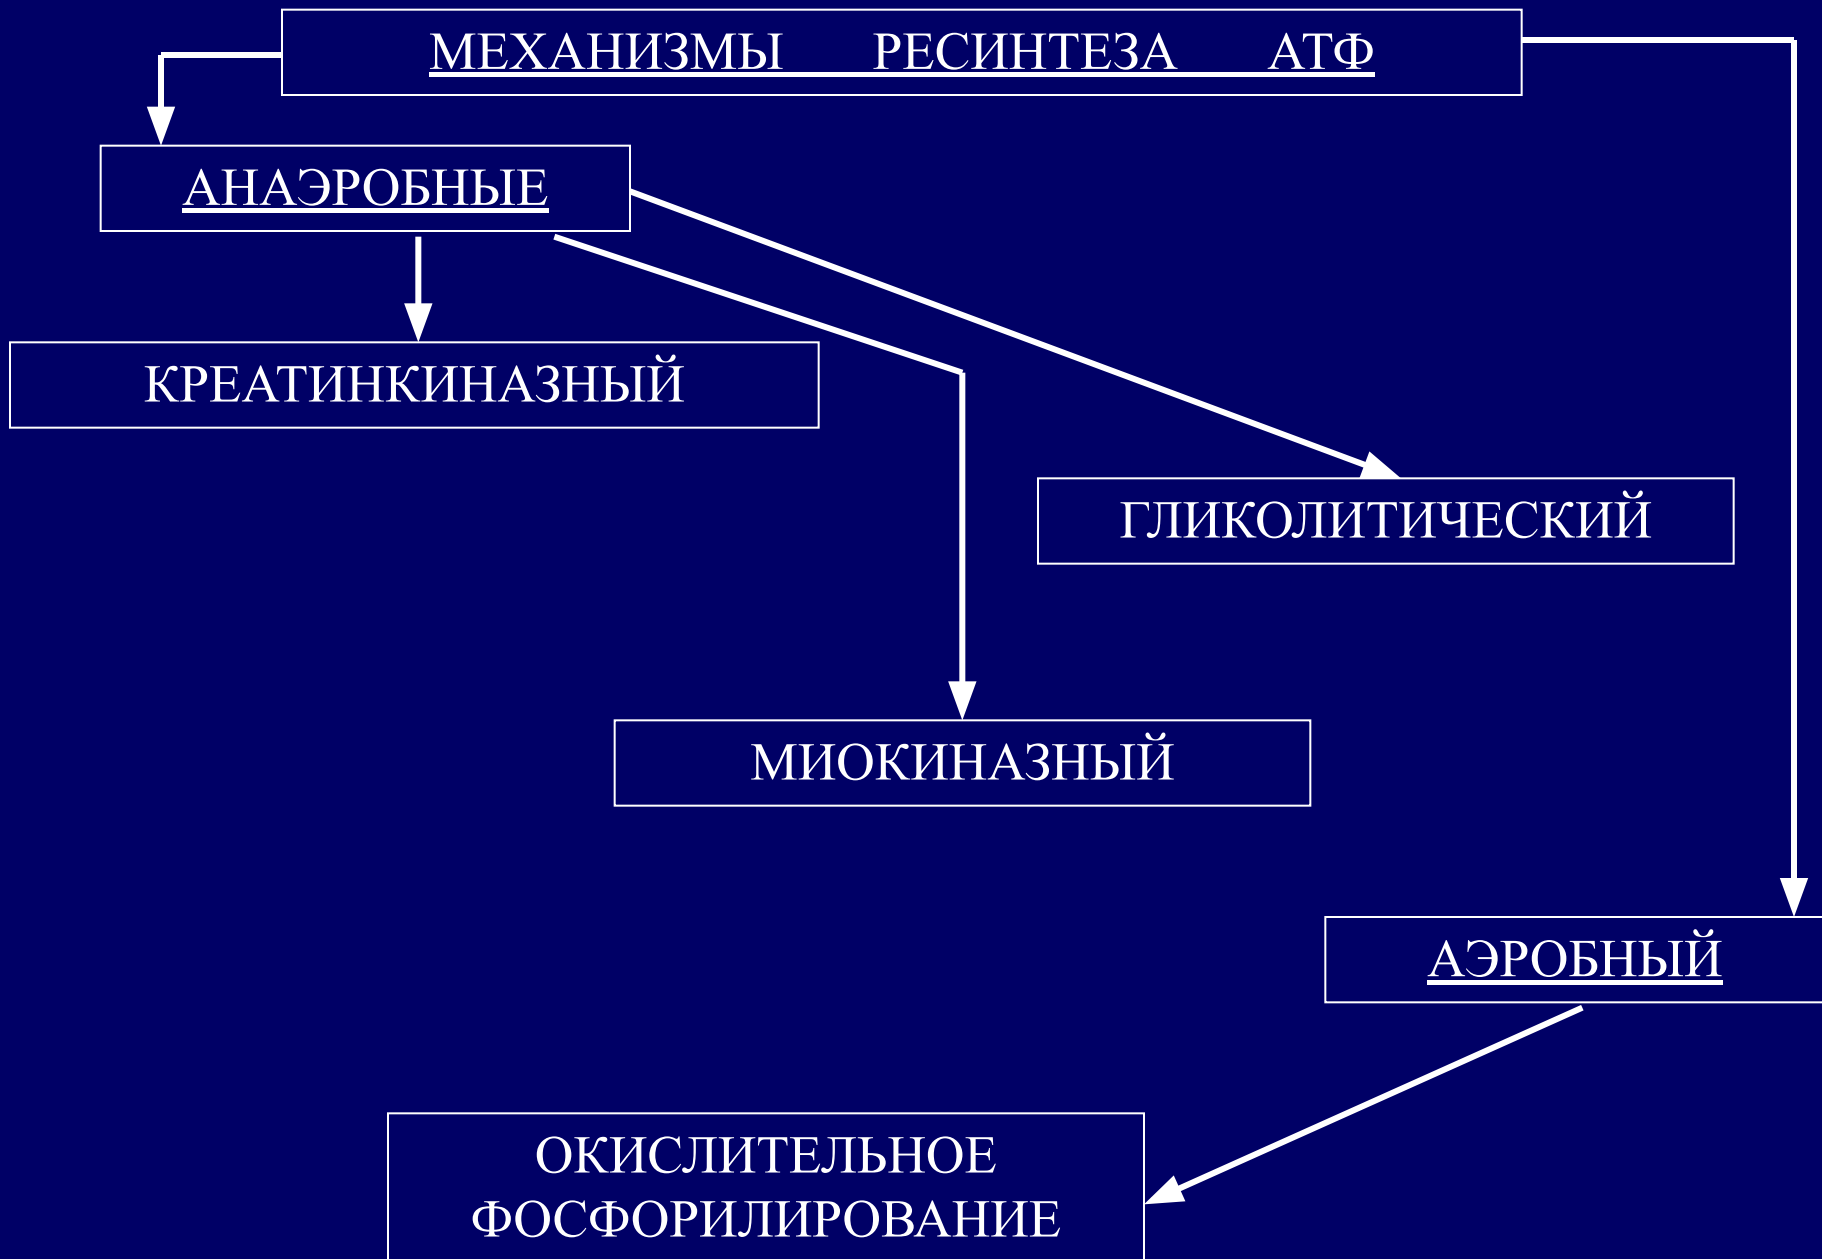 МЕХАНИЗМЫ РЕСИНТЕЗА АТФ
АНАЭРОБНЫЕ
КРЕАТИНКИНАЗНЫЙ
ГЛИКОЛИТИЧЕСКИЙ
МИОКИНАЗНЫЙ
АЭРОБНЫЙ
ОКИСЛИТЕЛЬНОЕ
ФОСФОРИЛИРОВАНИЕ